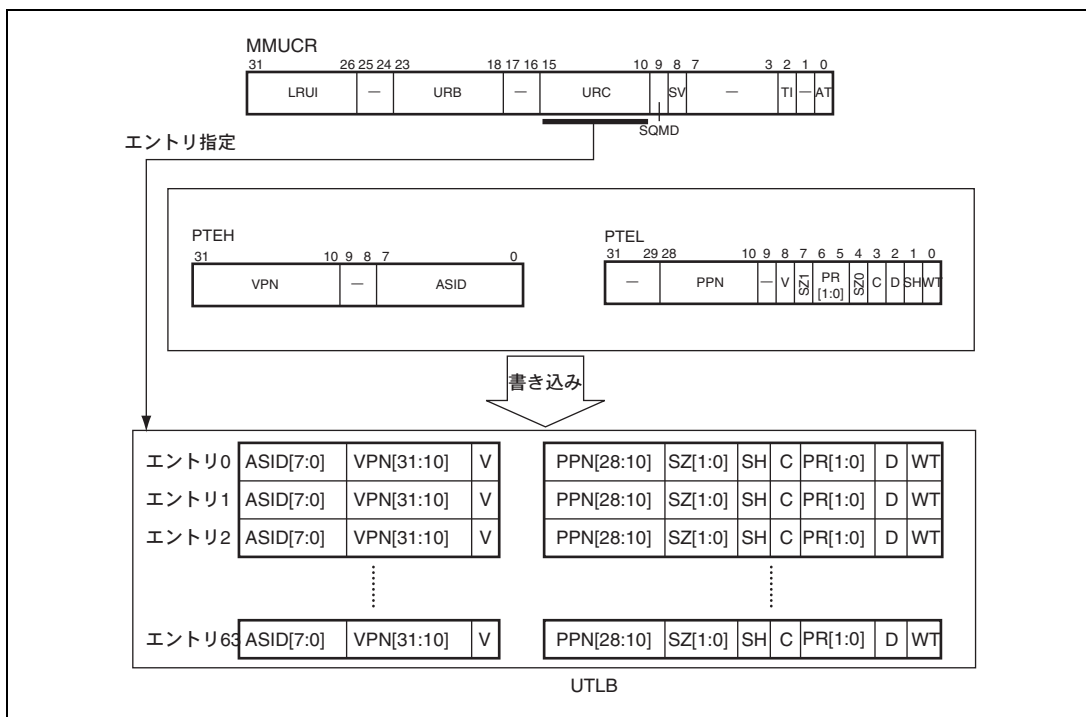 MMUCR
31 26 25 24 23 18 17 16 15 10 9 8 7 3 2 1 0
LRUI — URB — URC SV — TI — AT
SQMD
エントリ指定
PTEH
31 10 9 8 7 0
VPN — ASID
PTEL
31 29 28 10 9 8 7 6 5 4 3 2 1 0
— PPN — V SZ1 PR [1:0] SZ0 C D SH WT
書き込み
エントリ0 ASID[7:0] VPN[31:10] V PPN[28:10] SZ[1:0] SH C PR[1:0] D WT
エントリ1 ASID[7:0] VPN[31:10] V PPN[28:10] SZ[1:0] SH C PR[1:0] D WT
エントリ2 ASID[7:0] VPN[31:10] V PPN[28:10] SZ[1:0] SH C PR[1:0] D WT
エントリ63 ASID[7:0] VPN[31:10] V PPN[28:10] SZ[1:0] SH C PR[1:0] D WT
UTLB